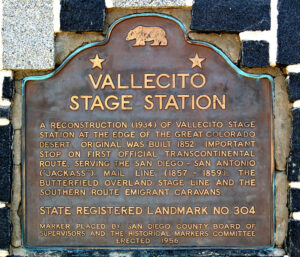 VALLECITO
STAGE STATION
A RECONSTRUCTION (1934) OF VALLECITO STAGE
STATION AT THE EDGE OF THE GREAT COLORADO
DESERT. ORIGINAL WAS BUILT 1852. IMPORTANT
STOP ON FIRST OFFICIAL TRANSCONTINENTAL
ROUTE, SERVING THE SAN DIEGO - SAN ANTONIO
("JACKASS") MAIL LINE, (1857 - 1859), THE
BUTTERFIELD OVERLAND STAGE LINE AND THE
SOUTHERN ROUTE EMIGRANT CARAVANS.
STATE REGISTERED LANDMARK NO. 304
MARKER PLACED BY SAN DIEGO COUNTY BOARD OF
SUPERVISORS AND THE HISTORICAL MARKERS COMMITTEE
ERECTED 1956